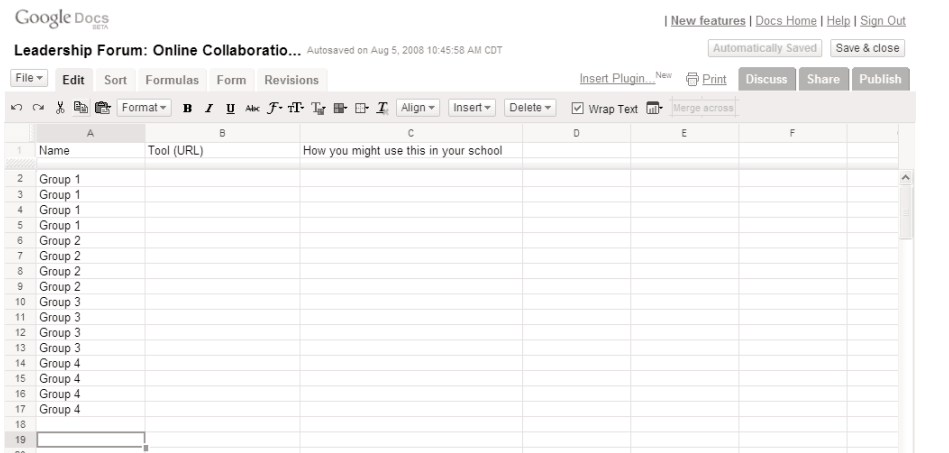 Google Docs
BETA
| New features | Docs Home | Help | Sign Out
Leadership Forum: Online Collaboratio... Autosaved on Aug 5, 2008 10:45:58 AM CDT Automatically Saved Save & close
File Edit Sort Formulas Form Revisions Insert Plugin...New Print Discuss Share Publish
Format B I U Abc F T T T Align Insert Delete Wrap Text Merge across
A B C D E F
1 Name Tool (URL) How you might use this in your school
2 Group 1
3 Group 1
4 Group 1
5 Group 1
6 Group 2
7 Group 2
8 Group 2
9 Group 2
10 Group 3
11 Group 3
12 Group 3
13 Group 3
14 Group 4
15 Group 4
16 Group 4
17 Group 4
18
19